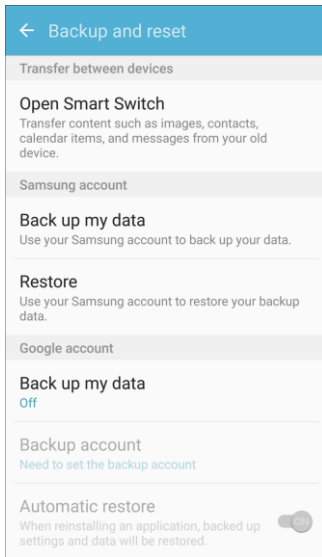 Backup and reset
Transfer between devices
Open Smart Switch
Transfer content such as images, contacts,
calendar items, and messages from your old
device.
Samsung account
Back up my data
Use your Samsung account to back up your data.
Restore
Use your Samsung account to restore your backup
data.
Google account
Back up my data
Off
Backup account
Need to set the backup account
Automatic restore
When reinstalling an application, backed up
settings and data will be restored.
ON